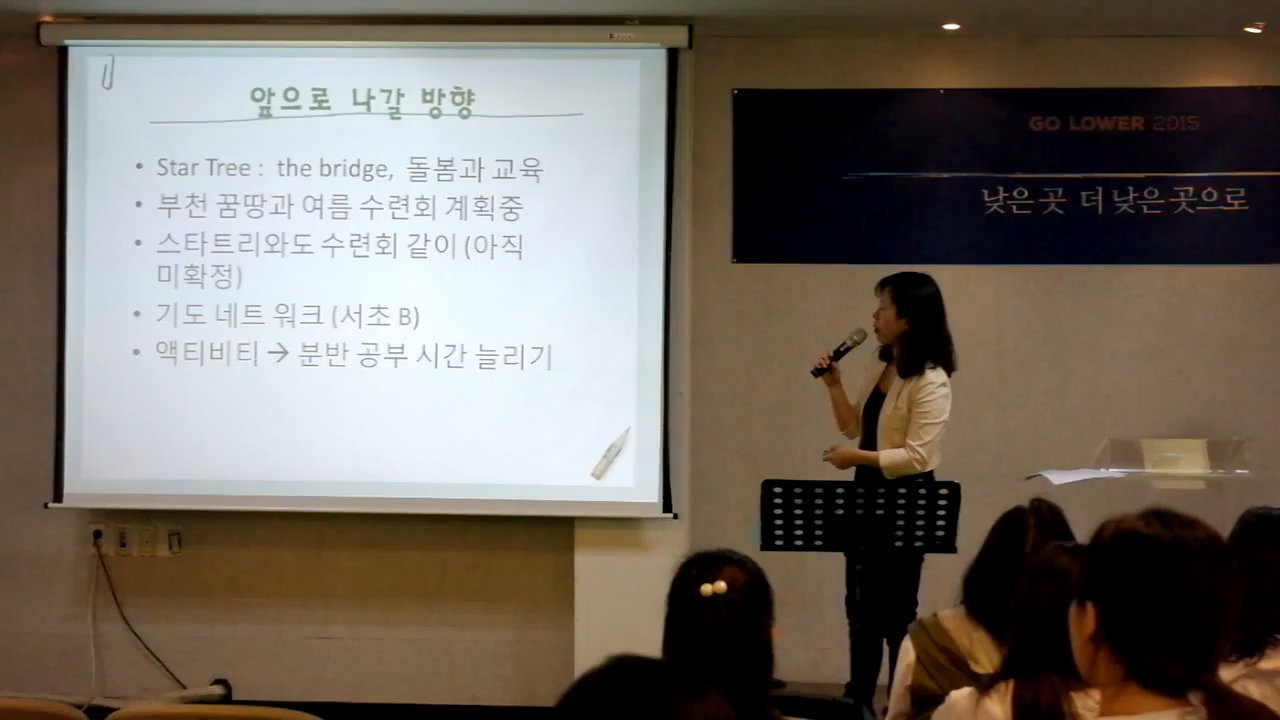 앞으로 나갈 방향
• Star Tree : the bridge, 돌봄과 교육
• 부천 꿈땅과 여름 수련회 계획중
• 스타트리와도 수련회 같이 (아직
미확정)
• 기도 네트 워크 (서초 B)
• 액티비티 → 분반 공부 시간 늘리기
GO LOWER 2015
낮은 곳 더 낮은 곳으로